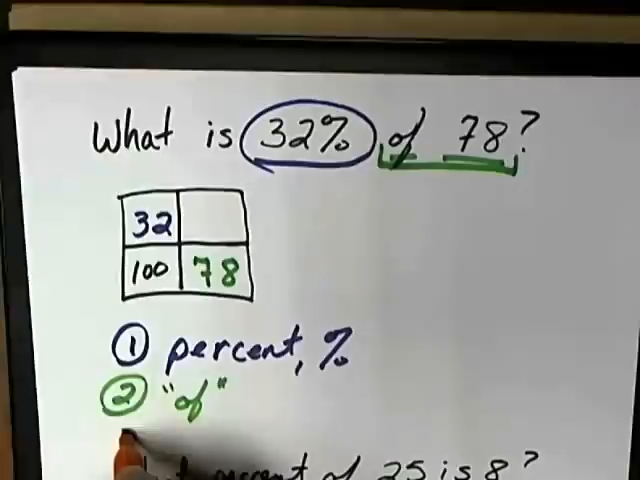 What is 32% of 78?
32
100 78
① percent, %
② "of"
percent of 25 is 8?